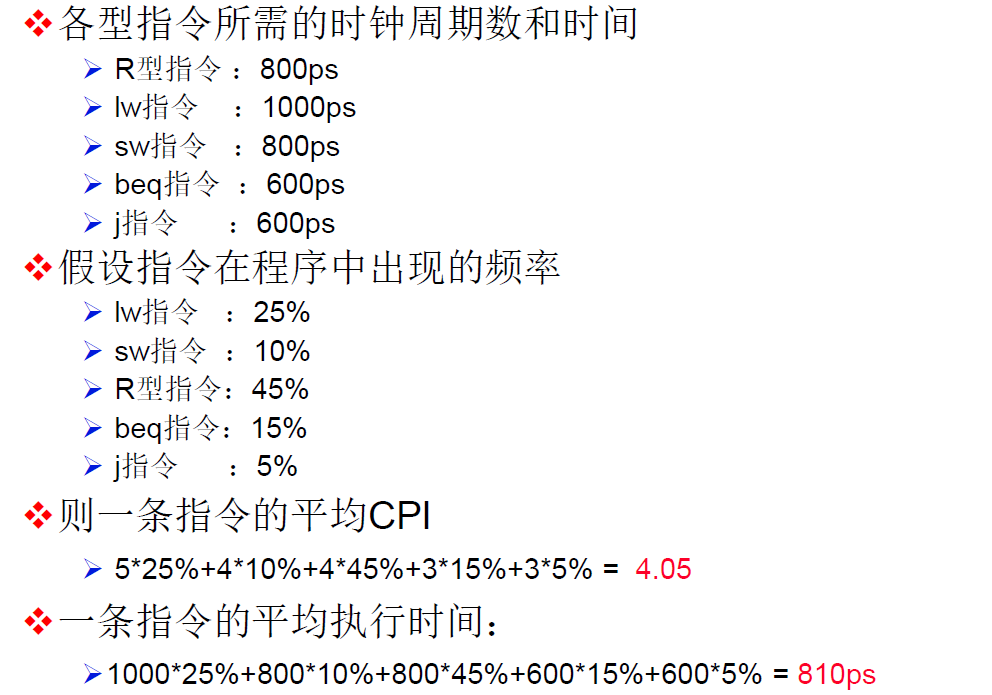 各型指令所需的时钟周期数和时间
R型指令：800ps
lw指令 ：1000ps
sw指令 ：800ps
beq指令 ：600ps
j指令 ：600ps
假设指令在程序中出现的频率
lw指令 ：25%
sw指令 ：10%
R型指令：45%
beq指令：15%
j指令 ：5%
则一条指令的平均CPI
5*25%+4*10%+4*45%+3*15%+3*5% = 4.05
一条指令的平均执行时间：
1000*25%+800*10%+800*45%+600*15%+600*5% = 810ps